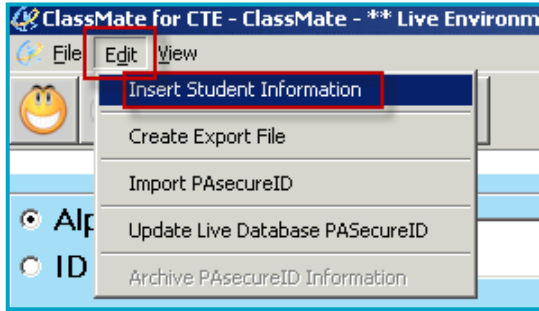 ClassMate for CTE - ClassMate - ** Live Environm
File Edit View
Insert Student Information
Create Export File
Import PAsecureID
Update Live Database PASecureID
Archive PAsecureID Information
Alp
ID